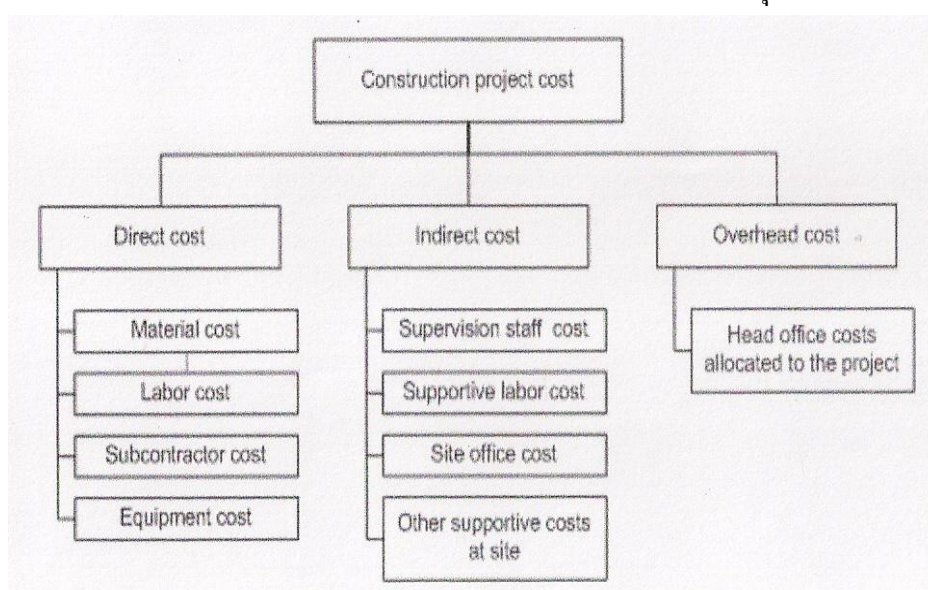 Construction project cost
Direct cost
Material cost
Labor cost
Subcontractor cost
Equipment cost
Indirect cost
Supervision staff cost
Supportive labor cost
Site office cost
Other supportive costs
at site
Overhead cost
Head office costs
allocated to the project